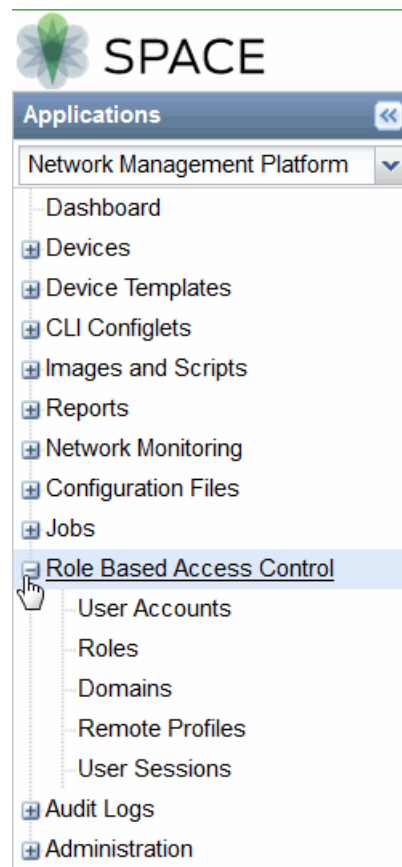 SPACE
Applications
Network Management Platform
Dashboard
Devices
Device Templates
CLI Configlets
Images and Scripts
Reports
Network Monitoring
Configuration Files
Jobs
Role Based Access Control
User Accounts
Roles
Domains
Remote Profiles
User Sessions
Audit Logs
Administration